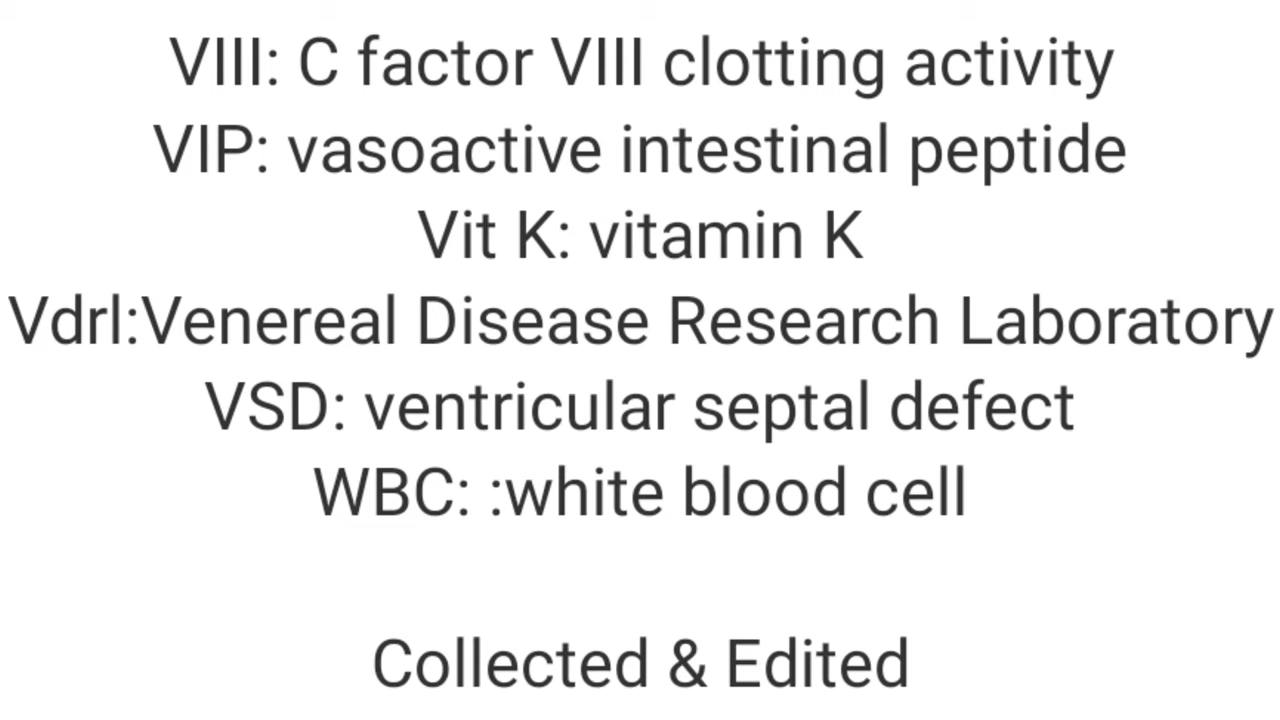 VIII: C factor VIII clotting activity
VIP: vasoactive intestinal peptide
Vit K: vitamin K
Vdrl:Venereal Disease Research Laboratory
VSD: ventricular septal defect
WBC: :white blood cell
Collected & Edited